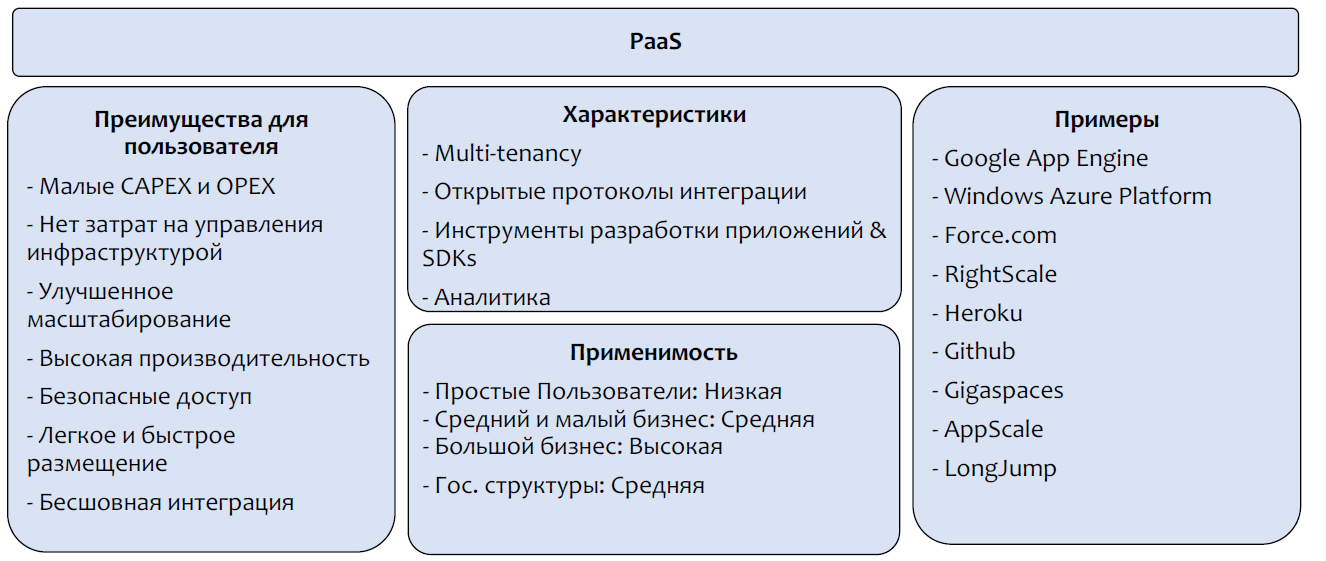 PaaS
Преимущества для
пользователя
- Малые CAPEX и OPEX
- Нет затрат на управления
инфраструктурой
- Улучшенное
масштабирование
- Высокая производительность
- Безопасные доступ
- Легкое и быстрое
размещение
- Бесшовная интеграция
Характеристики
- Multi-tenancy
- Открытые протоколы интеграции
- Инструменты разработки приложений &
SDKs
- Аналитика
Применимость
- Простые Пользователи: Низкая
- Средний и малый бизнес: Средняя
- Большой бизнес: Высокая
- Гос. структуры: Средняя
Примеры
- Google App Engine
- Windows Azure Platform
- Force.com
- RightScale
- Heroku
- Github
- Gigaspaces
- AppScale
- LongJump